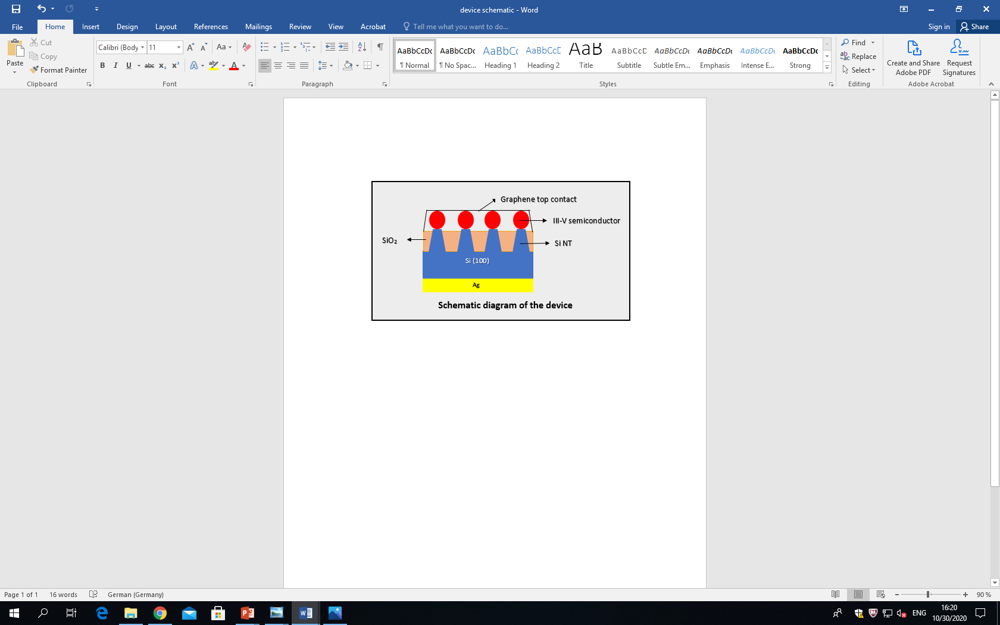 device schematic - Word
File Home Insert Design Layout References Mailings Review View Acrobat Tell me what you want to do... Sign in Share
Paste
Cut
Copy
Format Painter
Clipboard
Calibri (Body 11
Font
Paragraph
AaBbCcDc AaBbCcDc AaBbCc AaBbCcD AaB AaBbCcD AaBbCcDc AaBbCcDc AaBbCcDc AaBbCcDc
¶ Normal ¶ No Spac... Heading 1 Heading 2 Title Subtitle Subtle Em... Emphasis Intense E... Strong
Styles
Find
Replace
Select
Editing
Create and Share
Adobe PDF
Request
Signatures
Adobe Acrobat
Graphene top contact
III-V semiconductor
SiO₂
Si NT
Si (100)
Ag
Schematic diagram of the device
Page 1 of 1 16 words German (Germany) 90 %
ENG
16:20
10/30/2020